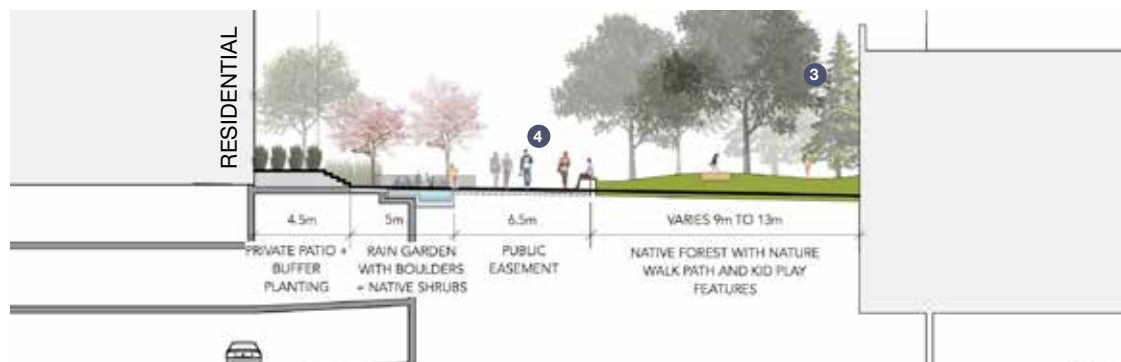 RESIDENTIAL
3
4
4.5m
5m
6.5m
VARIES 9m TO 13m
PRIVATE PATIO +
BUFFER
PLANTING
RAIN GARDEN
WITH BOULDERS
+ NATIVE SHRUBS
PUBLIC
EASEMENT
NATIVE FOREST WITH NATURE
WALK PATH AND KID PLAY
FEATURES